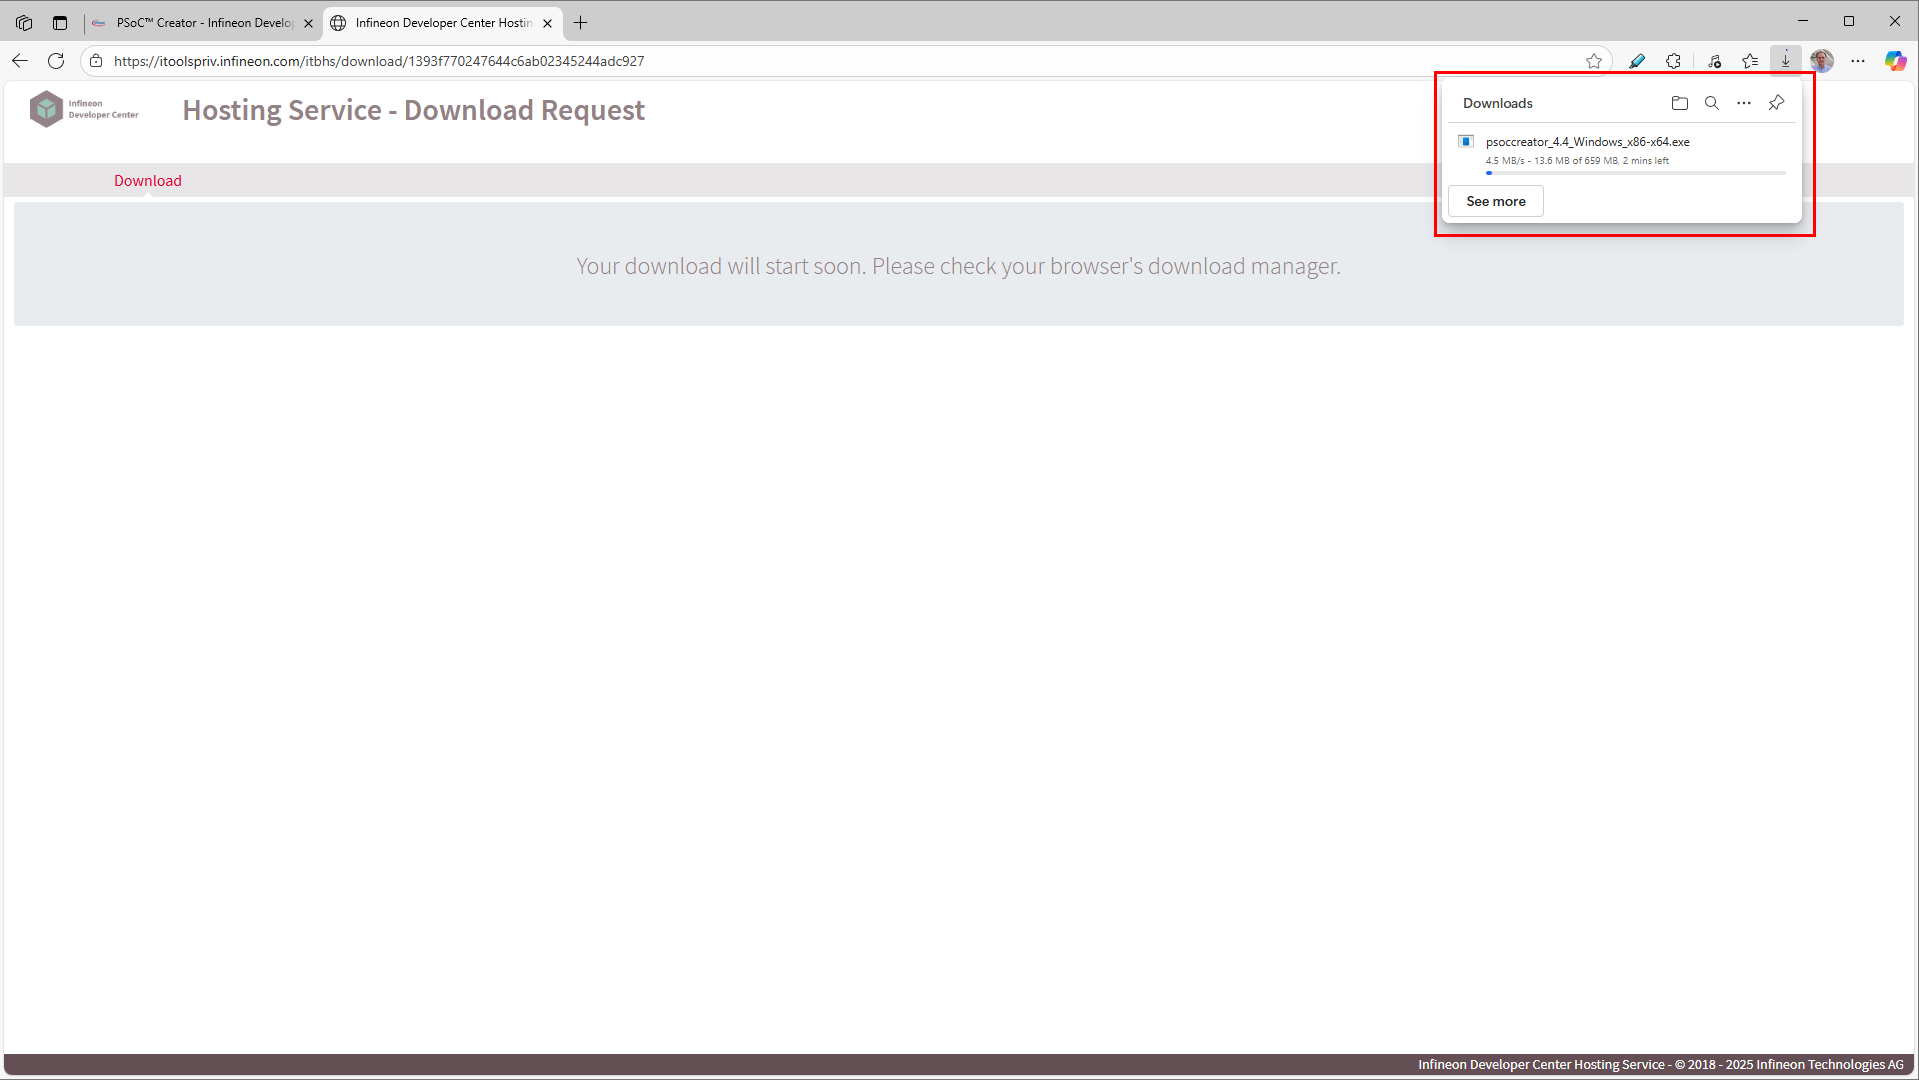 PSoC™ Creator - Infineon Develop
Infineon Developer Center Hostin
https://itoolspriv.infineon.com/itbhs/download/1393f770247644c6ab02345244adc927
Infineon
Developer Center
Hosting Service - Download Request
Downloads
psoccreator_4.4_Windows_x86-x64.exe
4.5 MB/s - 13.6 MB of 659 MB, 2 mins left
See more
Download
Your download will start soon. Please check your browser's download manager.
Infineon Developer Center Hosting Service - © 2018 - 2025 Infineon Technologies AG